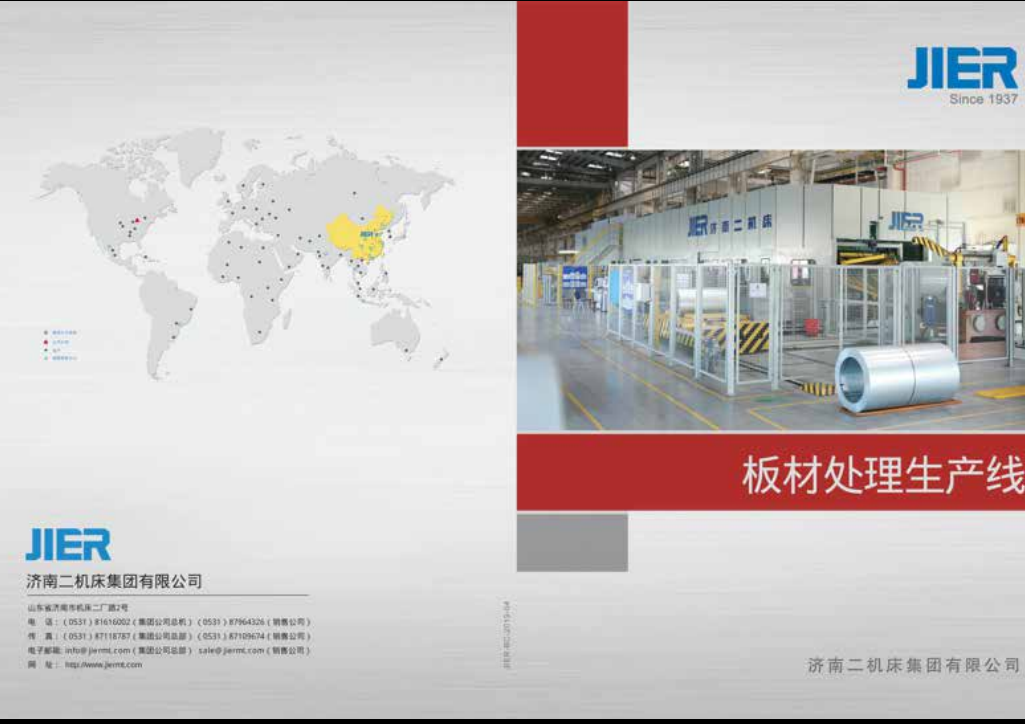 JIER
济南二机床集团有限公司
山东省济南市机床二厂路2号
电 话：（0531）81616002（集团公司总机）（0531）87964326（销售公司）
传 真：（0531）87118787（集团公司总部）（0531）87109674（销售公司）
电子邮箱: info@jiermt.com（集团公司总部） sale@jiermt.com（销售公司）
网 址： http://www.jiermt.com
JIER
Since 1937
JIER 济南二机床
JIER
板材处理生产线
济南二机床集团有限公司